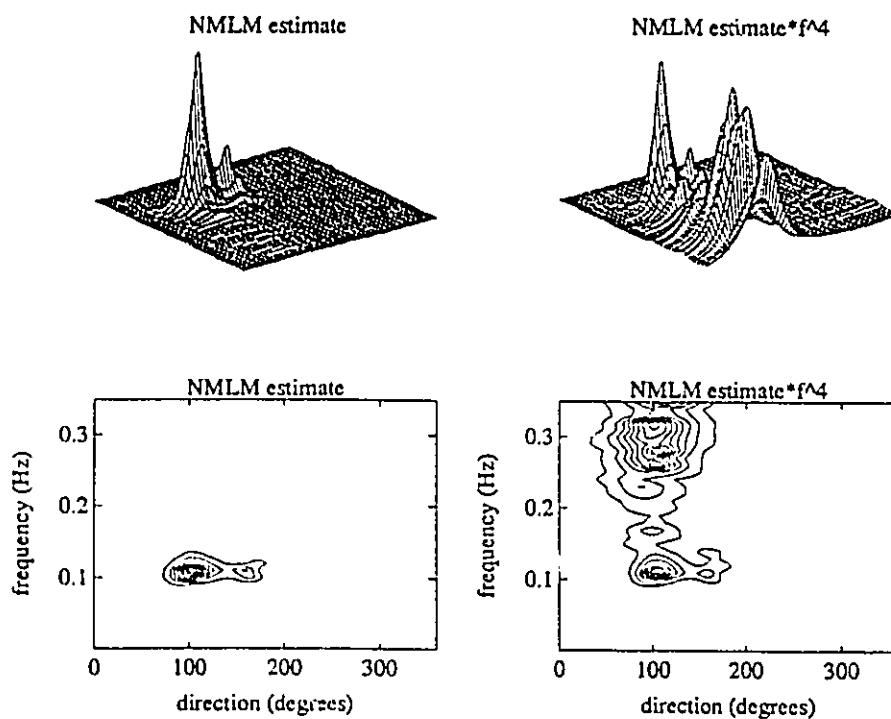 NMLM estimate
NMLM estimate*f^4
NMLM estimate
0.3
0.2
0.1
frequency (Hz)
0
100
200
300
direction (degrees)
NMLM estimate*f^4
0.3
0.2
0.1
frequency (Hz)
0
100
200
300
direction (degrees)